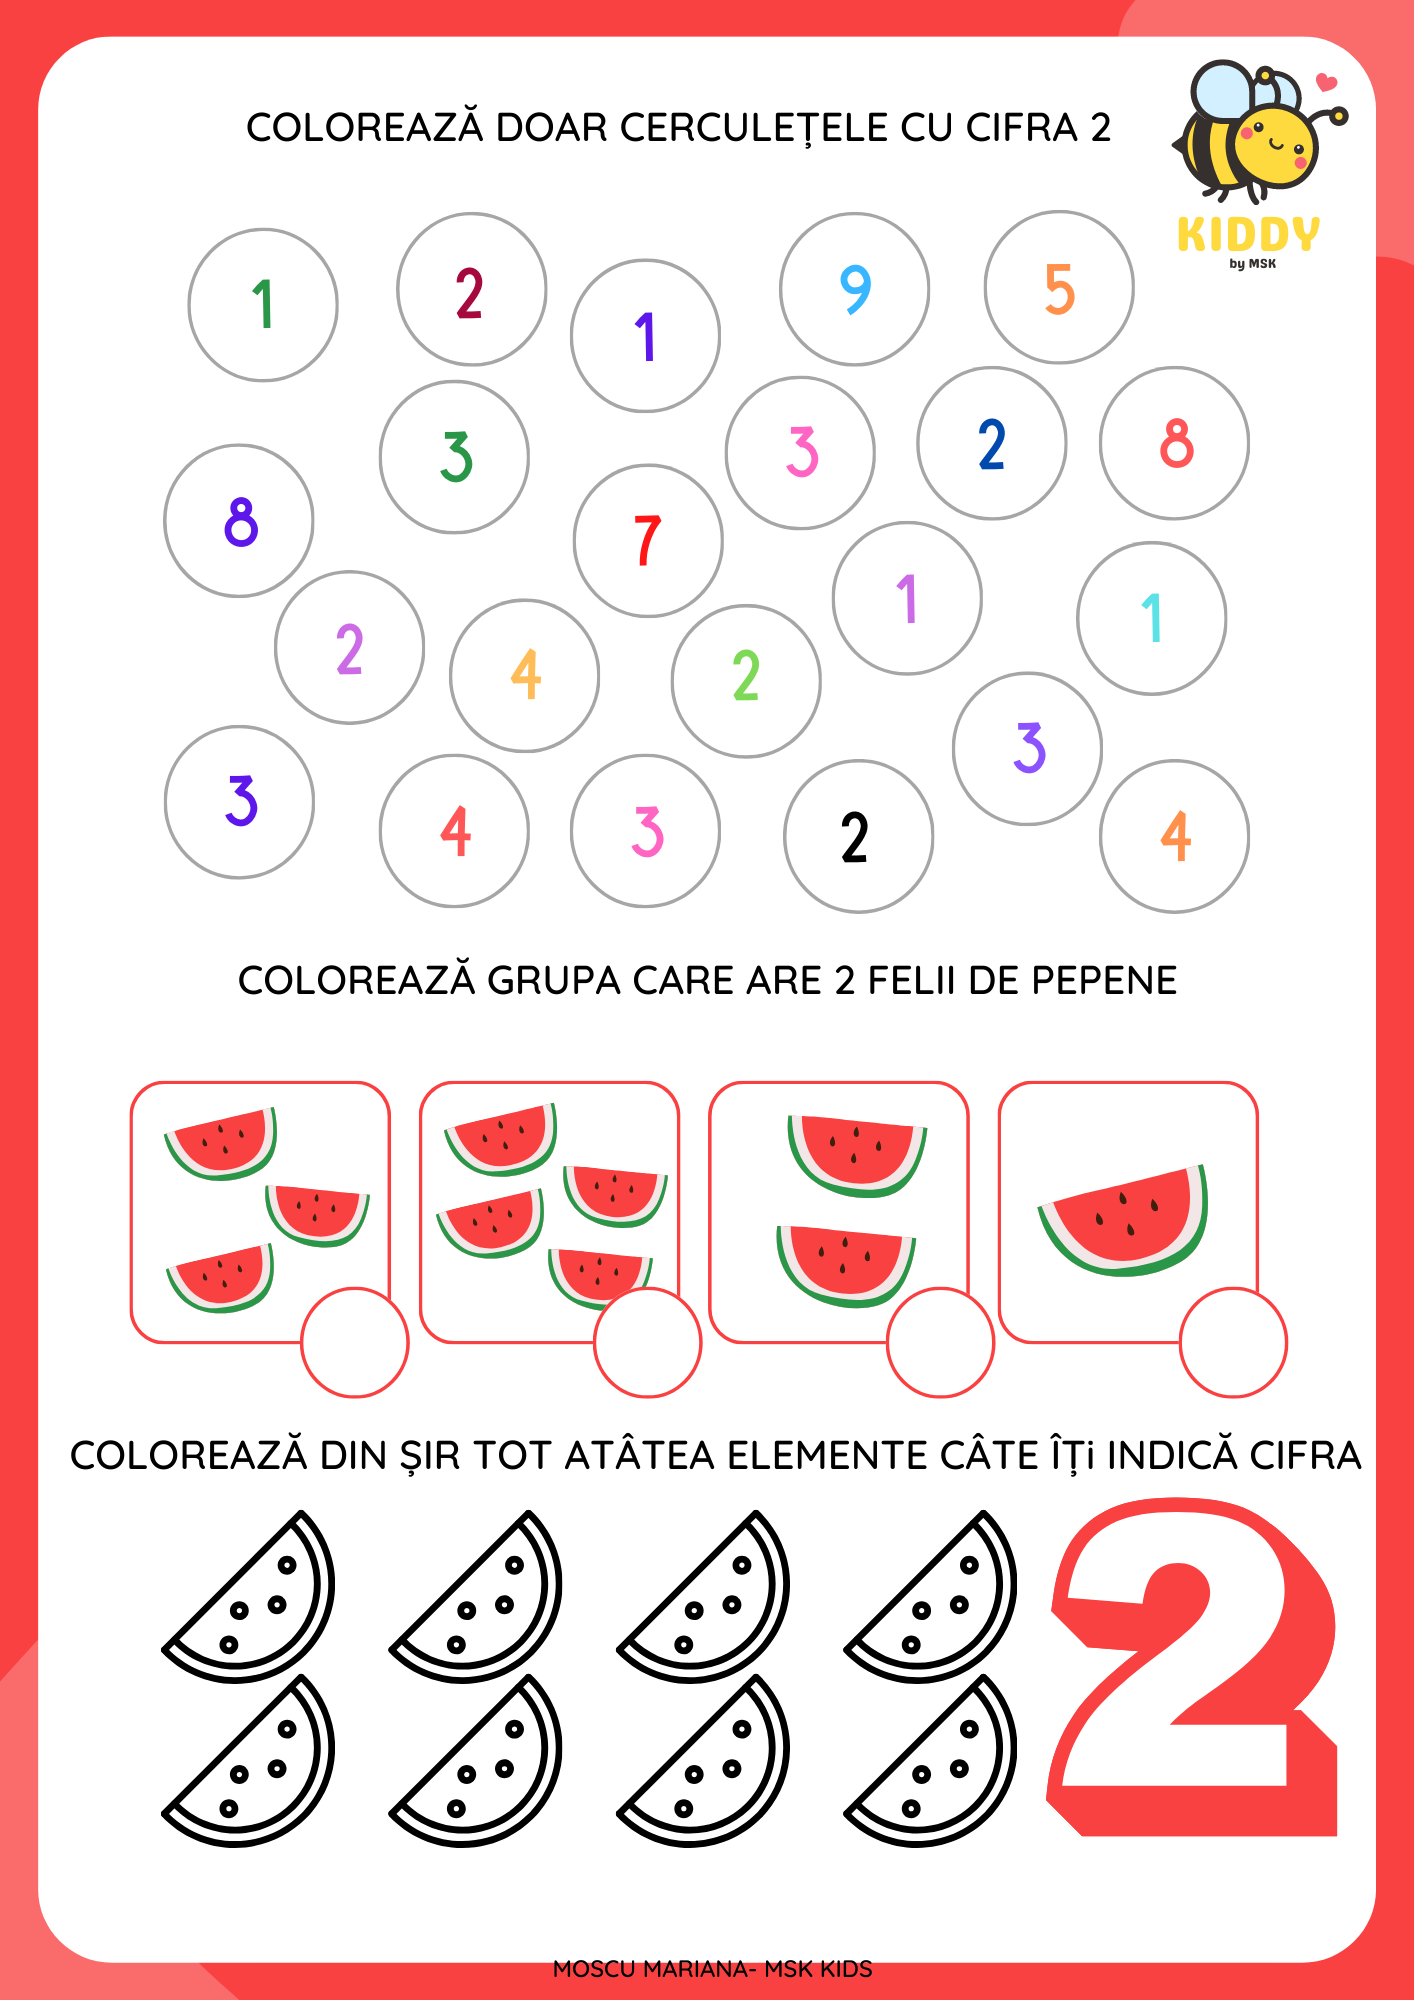 COLOREAZĂ DOAR CERCULEȚELE CU CIFRA 2
KIDDY
by MSK
1 2 1 9 5
3 3 2 8
8 7 1 1
2 4 2
3 4 3 2 3 4
COLOREAZĂ GRUPA CARE ARE 2 FELII DE PEPENE
COLOREAZĂ DIN ȘIR TOT ATÂTEA ELEMENTE CÂTE ÎȚi INDICĂ CIFRA
2
MOSCU MARIANA- MSK KIDS